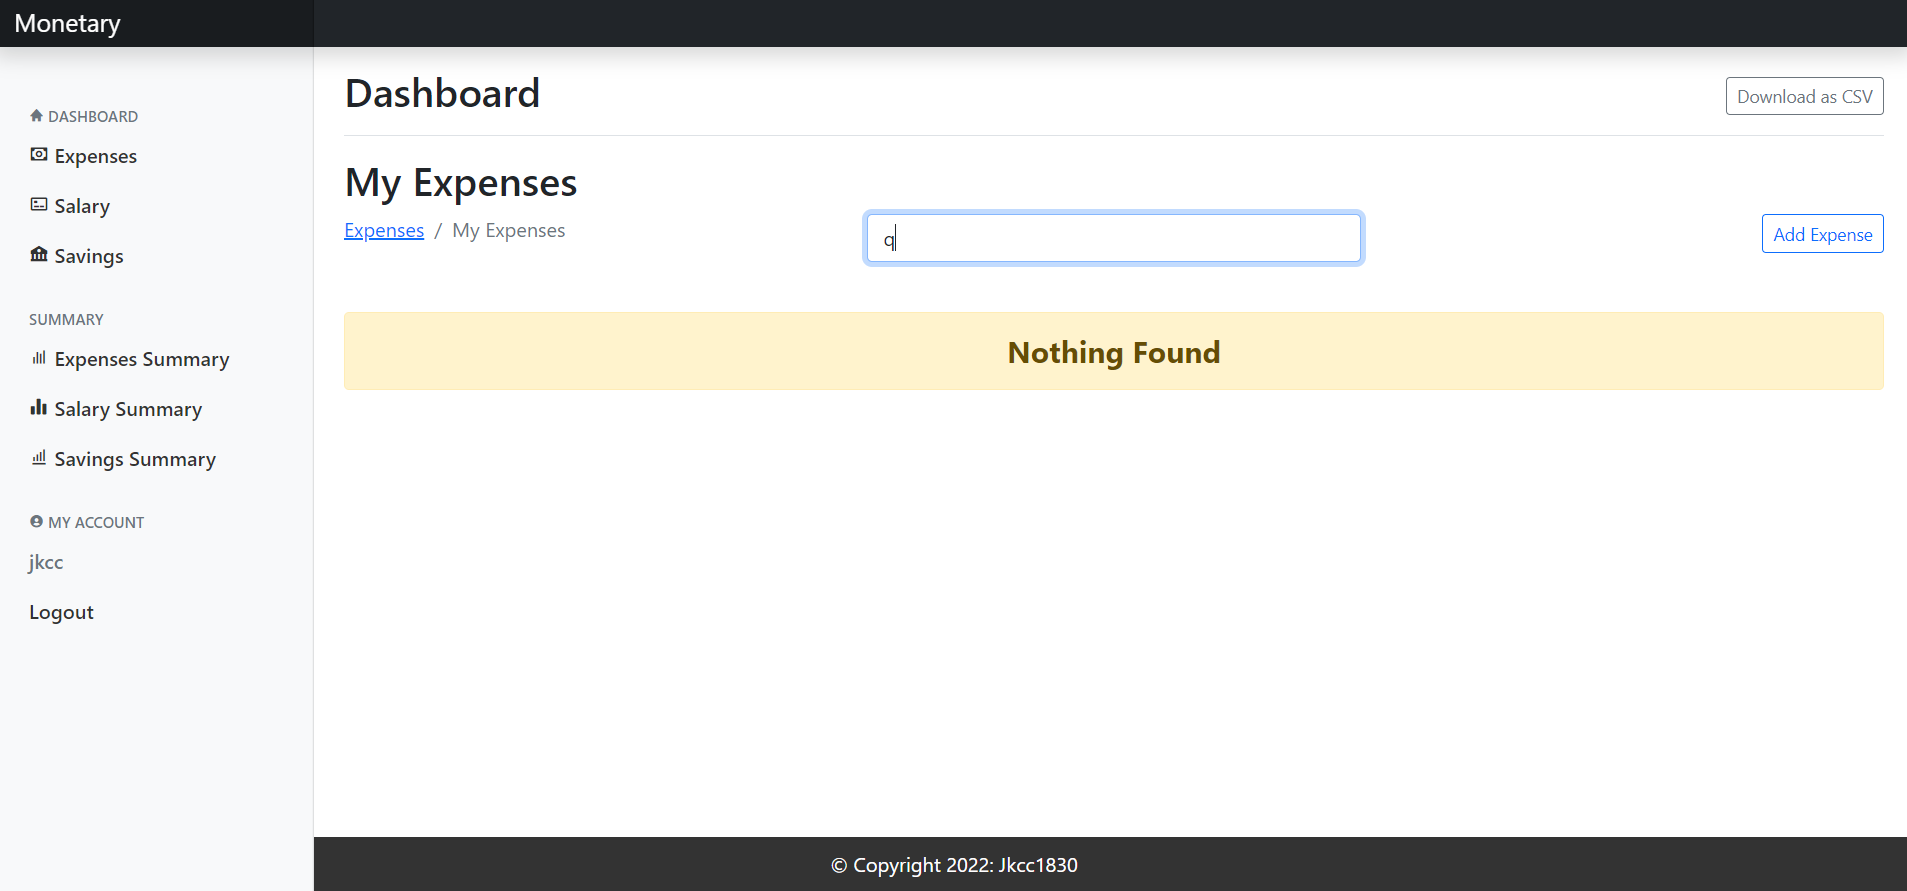 Monetary
DASHBOARD
Expenses
Salary
Savings
SUMMARY
Expenses Summary
Salary Summary
Savings Summary
MY ACCOUNT
jkcc
Logout
Dashboard
Download as CSV
My Expenses
Expenses / My Expenses
q
Add Expense
Nothing Found
© Copyright 2022: Jkcc1830